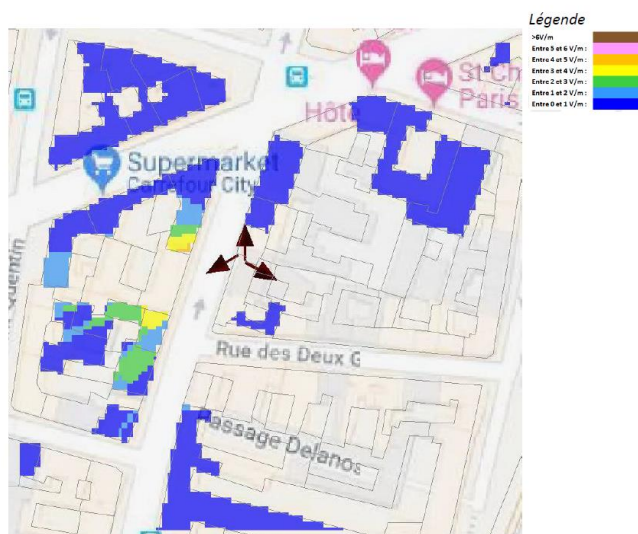 Légende
>6V/m
Entre 5 et 6 V/m :
Entre 4 et 5 V/m :
Entre 3 et 4 V/m :
Entre 2 et 3 V/m :
Entre 1 et 2 V/m :
Entre 0 et 1 V/m :
St Ch
Paris
Hôte
Supermarket
Carrefour City
Quentin
Rue des Deux G
Passage Delanos